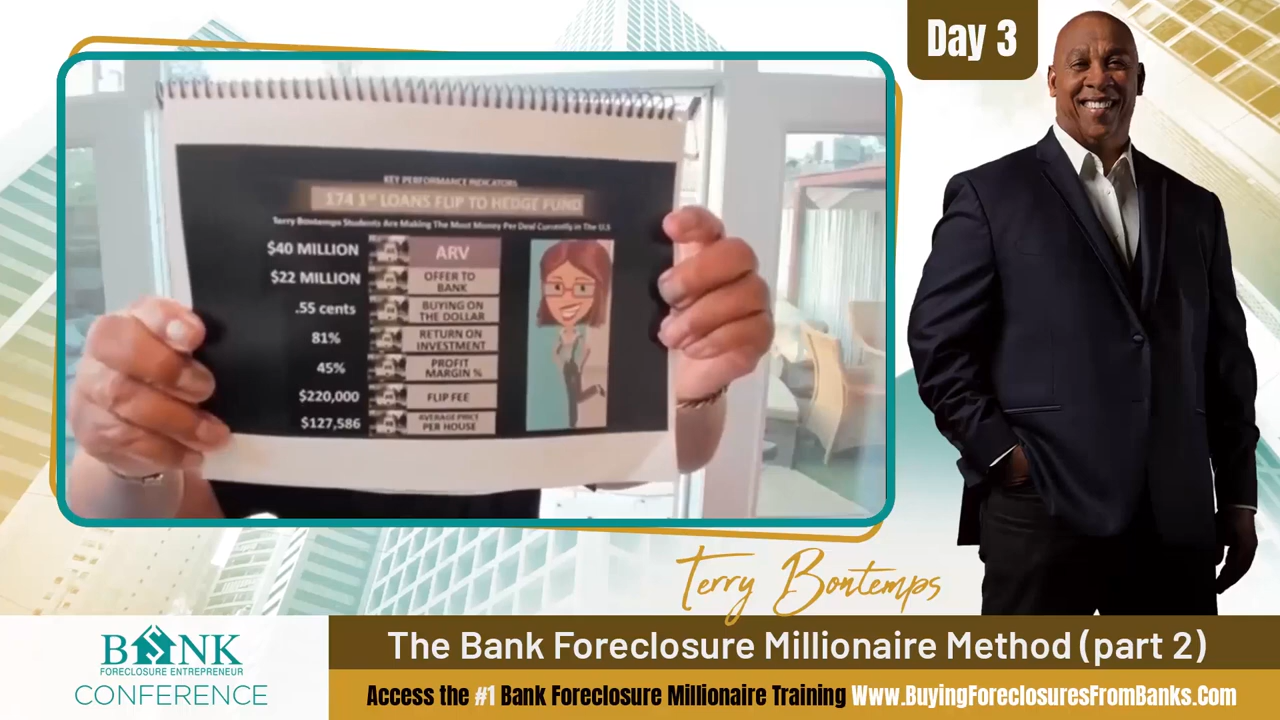 Day 3
KEY PERFORMANCE INDICATORS
174 1st LOANS FLIP TO HEDGE FUND
Terry Bontemps Students Are Making The Most Money Per Deal Currently in The U.S
$40 MILLION ARV
$22 MILLION OFFER TO BANK
.55 cents BUYING ON THE DOLLAR
81% RETURN ON INVESTMENT
45% PROFIT MARGIN %
$220,000 FLIP FEE
$127,586 AVERAGE PRICE PER HOUSE
Terry Bontemps
BANK
FORECLOSURE ENTREPRENEUR
CONFERENCE
The Bank Foreclosure Millionaire Method (part 2)
Access the #1 Bank Foreclosure Millionaire Training Www.BuyingForeclosuresFromBanks.Com